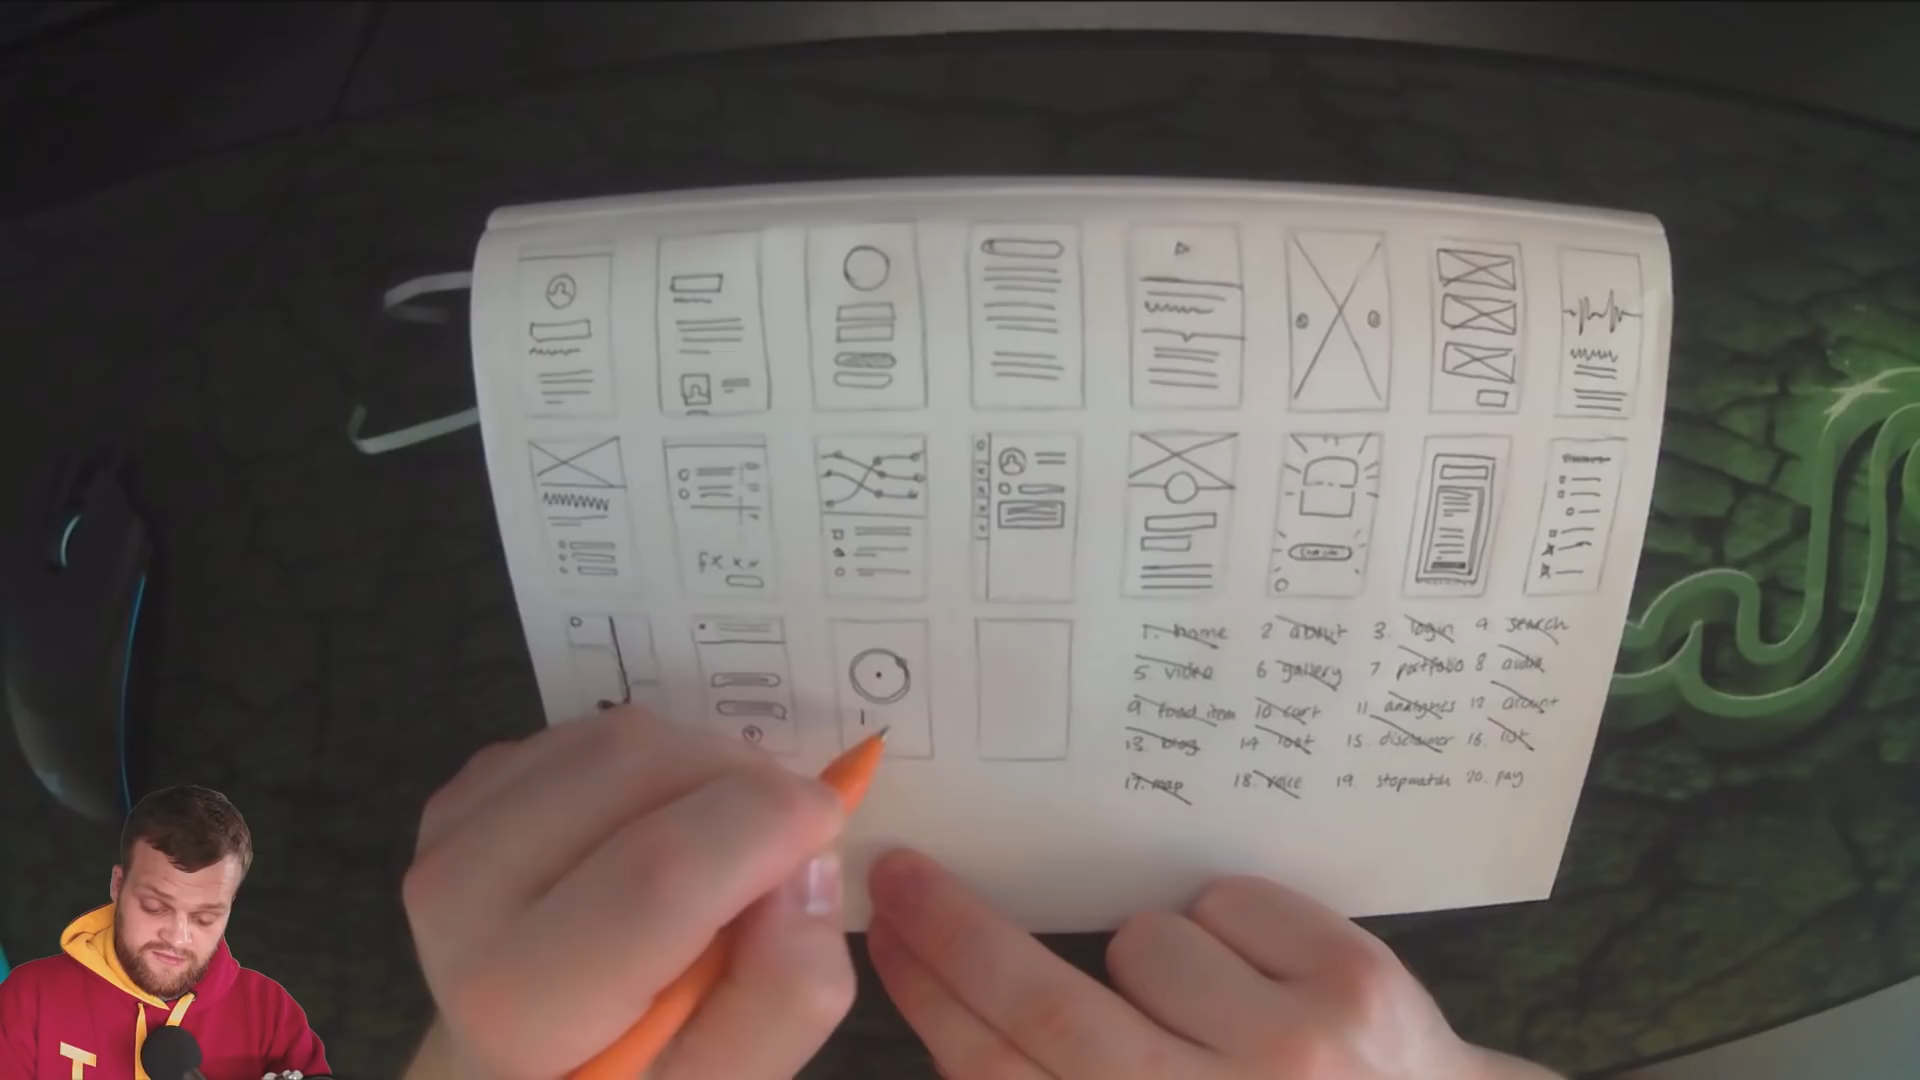 1. home 2 about 3. login 4 search
5 video 6 gallery 7 portfolio 8 audio
9 food item 10 cart 11 analytics 12 account
13. blog 14 loot 15. disclaimer 16. list
17. map 18. voice 19. stopwatch 20. pay
T